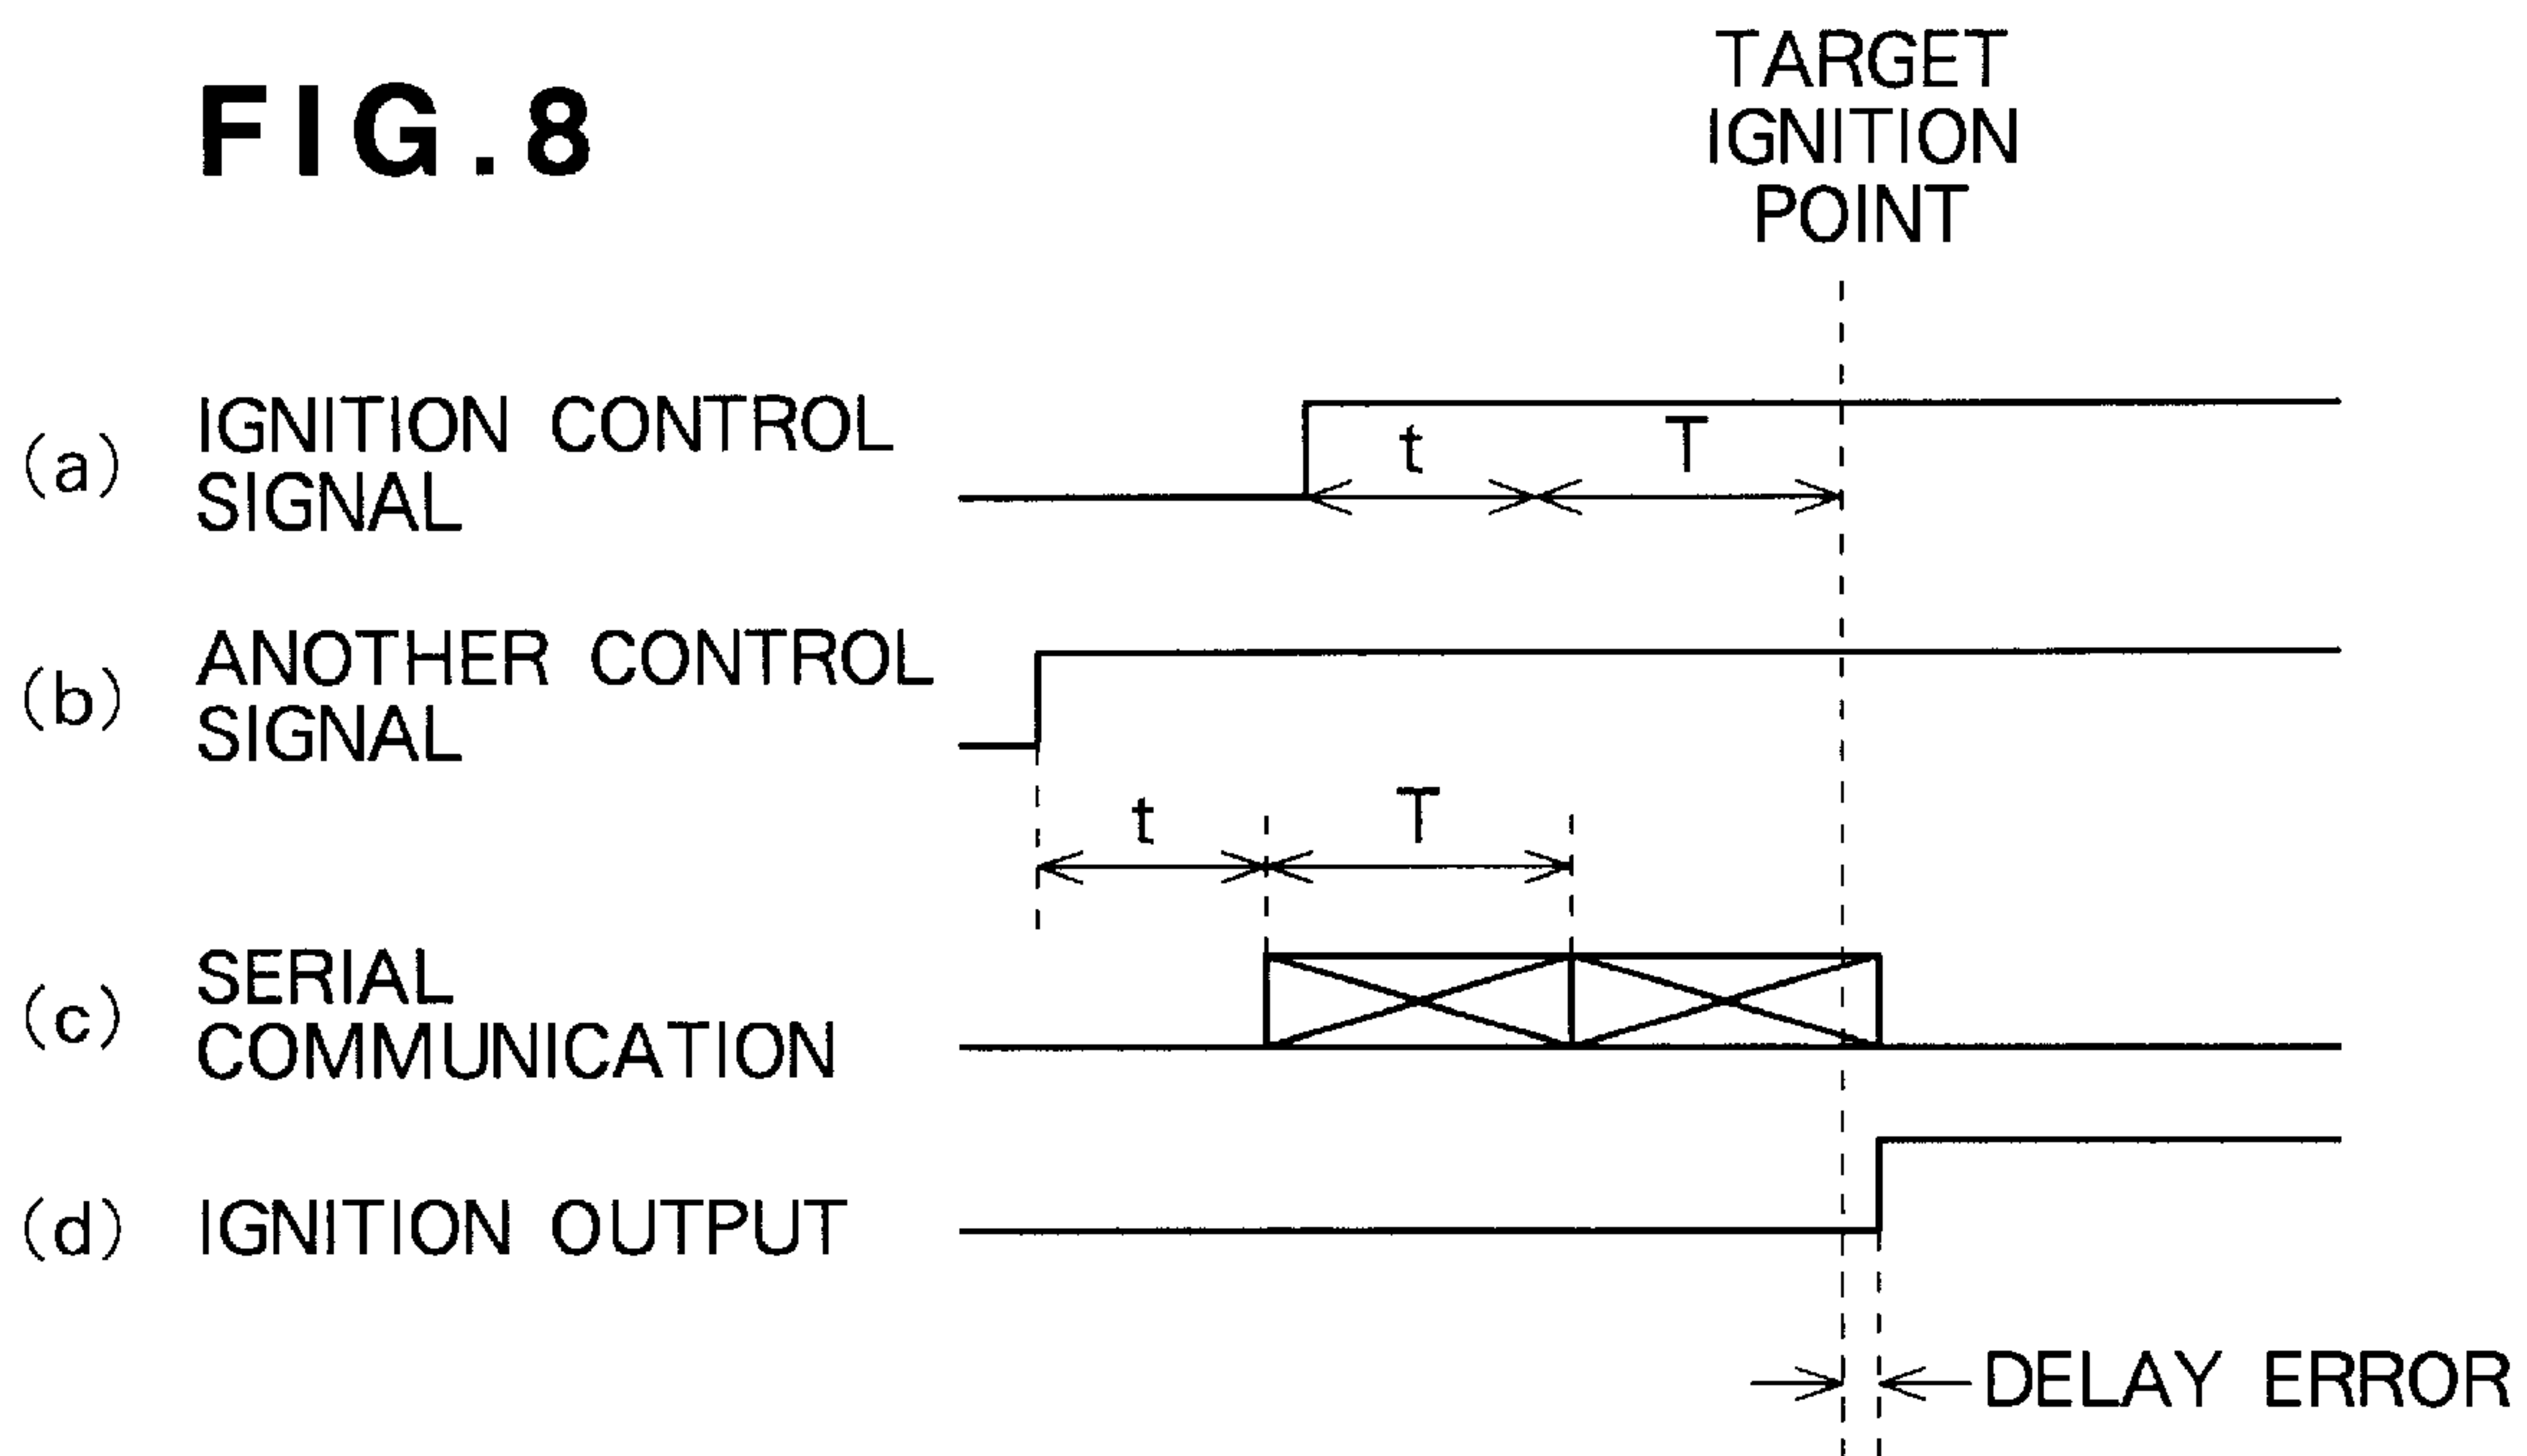 FIG.8
TARGET
IGNITION
POINT
(a) IGNITION CONTROL
SIGNAL
t T
(b) ANOTHER CONTROL
SIGNAL
t T
(c) SERIAL
COMMUNICATION
(d) IGNITION OUTPUT
DELAY ERROR